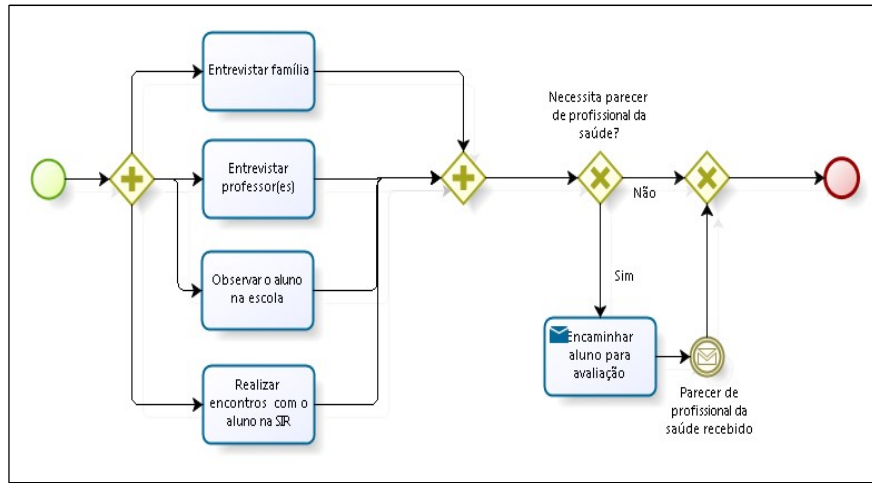 Entrevistar família
Entrevistar
professor(es)
Observar o aluno
na escola
Realizar
encontros com o
aluno na SIR
Necessita parecer
de profissional da
saúde?
Não
Sim
Encaminhar
aluno para
avaliação
Parecer de
profissional da
saúde recebido